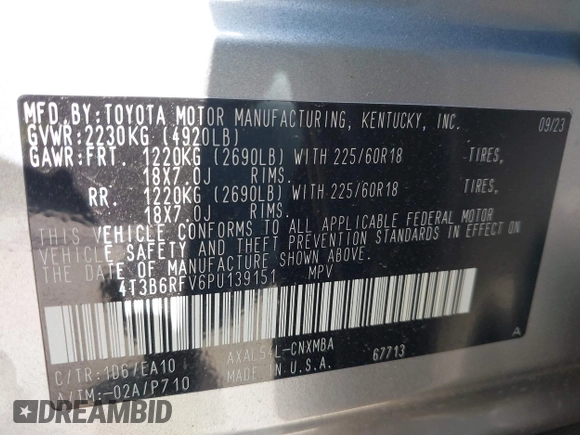 MFD.BY:TOYOTA MOTOR MANUFACTURING, KENTUCKY, INC. 09/23
GVWR:2230KG (4920LB)
GAWR:FRT. 1220KG (2690LB) WITH 225/60R18 TIRES,
18X7.0J RIMS.
RR. 1220KG (2690LB) WITH 225/60R18 TIRES,
18X7.0J RIMS.
THIS VEHICLE CONFORMS TO ALL APPLICABLE FEDERAL MOTOR
VEHICLE SAFETY AND THEFT PREVENTION STANDARDS IN EFFECT ON
THE DATE OF MANUFACTURE SHOWN ABOVE.
4T3B6RFV6PU139151 MPV
C/TR:1D6/EA10 AXAL54L-CNXMBA A
A/TM:-02A/P710 MADE IN U.S.A. 67713
© DealerCenter